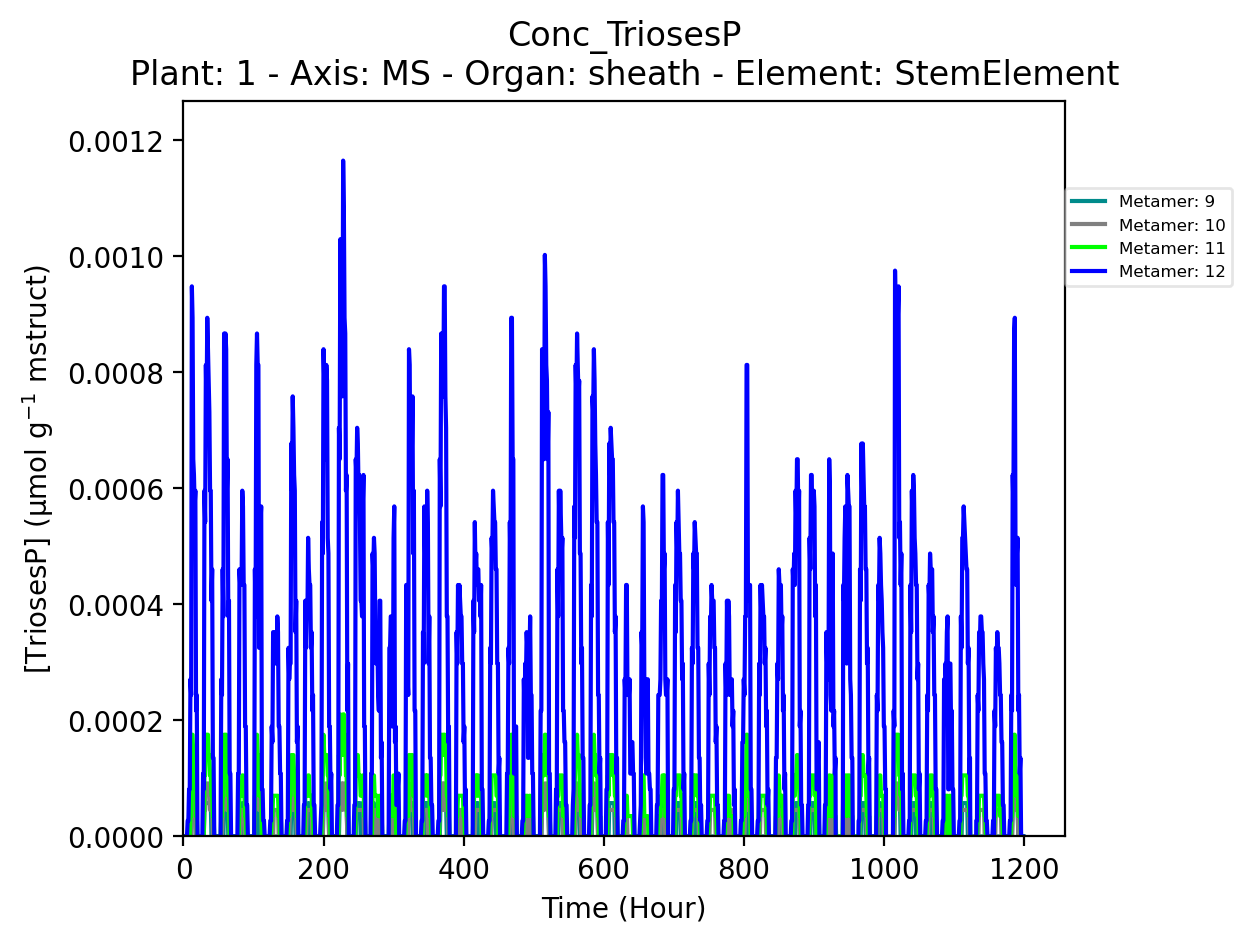 Conc_TriosesP
Plant: 1 - Axis: MS - Organ: sheath - Element: StemElement
0.0012
0.0010
0.0008
0.0006
0.0004
0.0002
0.0000
[TriosesP] (µmol g⁻¹ mstruct)
0 200 400 600 800 1000 1200
Time (Hour)
Metamer: 9
Metamer: 10
Metamer: 11
Metamer: 12